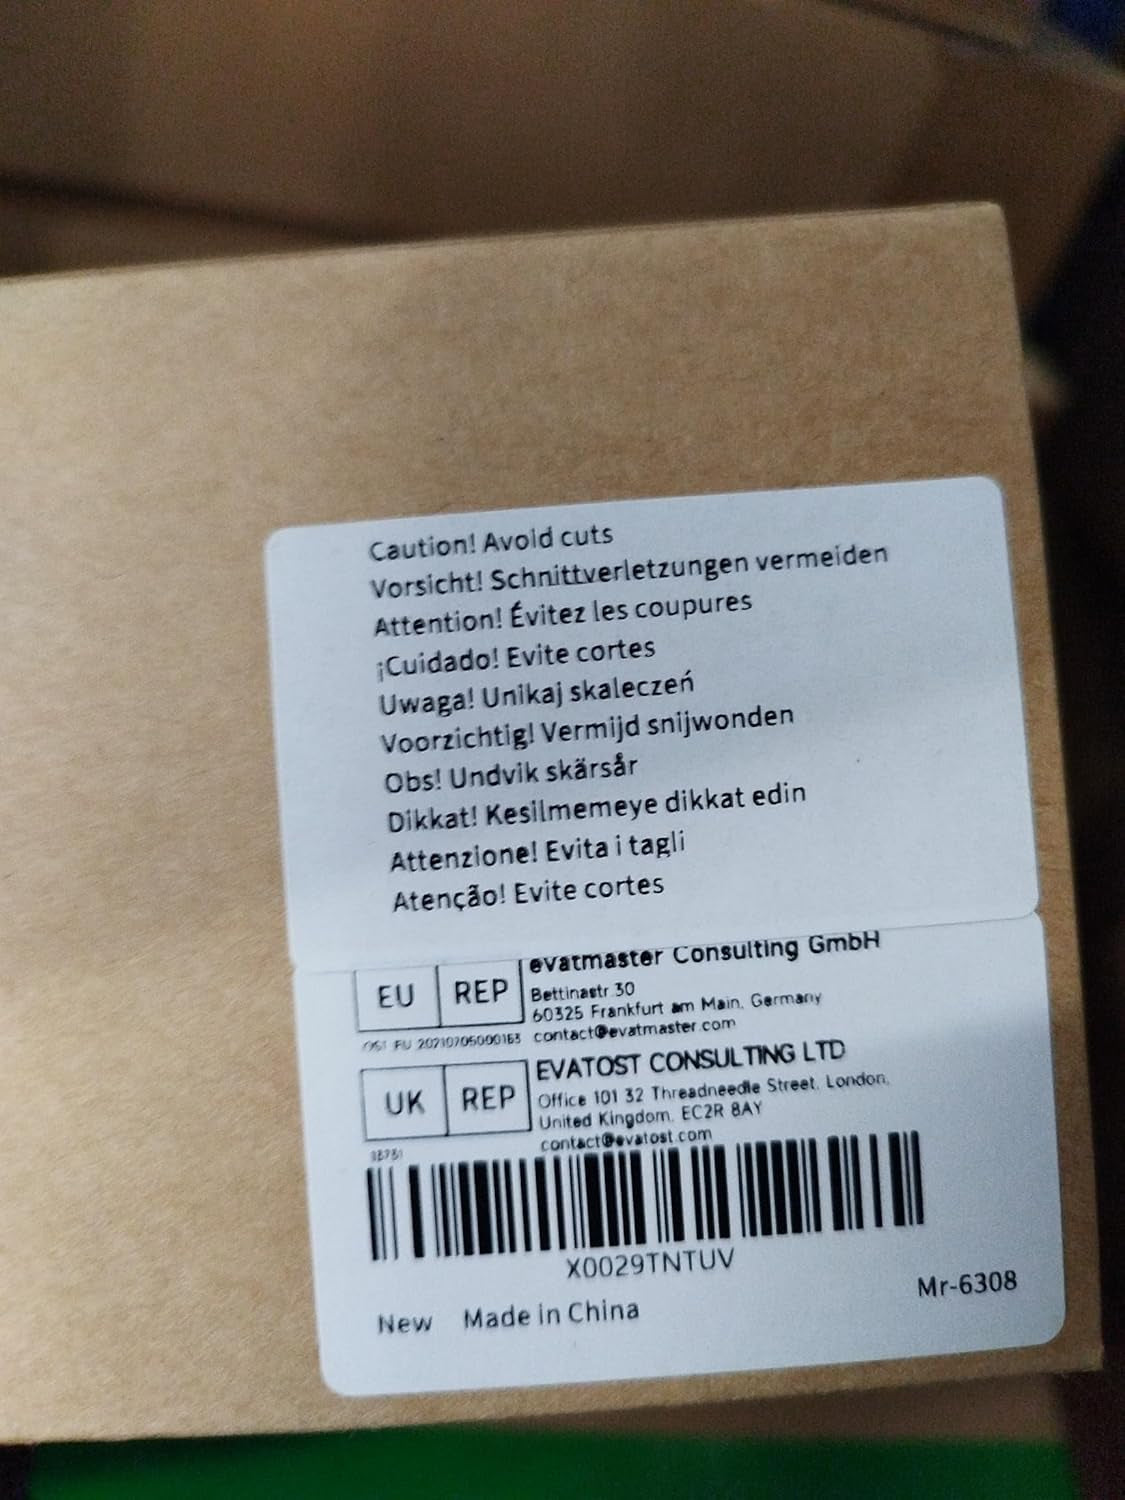 Caution! Avoid cuts
Vorsicht! Schnittverletzungen vermeiden
Attention! Évitez les coupures
¡Cuidado! Evite cortes
Uwaga! Unikaj skaleczeń
Voorzichtig! Vermijd snijwonden
Obs! Undvik skärsår
Dikkat! Kesilmemeye dikkat edin
Attenzione! Evita i tagli
Atenção! Evite cortes
EU REP
evatmaster Consulting GmbH
Bettinastr.30
60325 Frankfurt am Main, Germany
contact@evatmaster.com
UK REP
EVATOST CONSULTING LTD
Office 101 32 Threadneedle Street, London,
United Kingdom, EC2R 8AY
contact@evatost.com
X0029TNTUV
New Made in China
Mr-6308